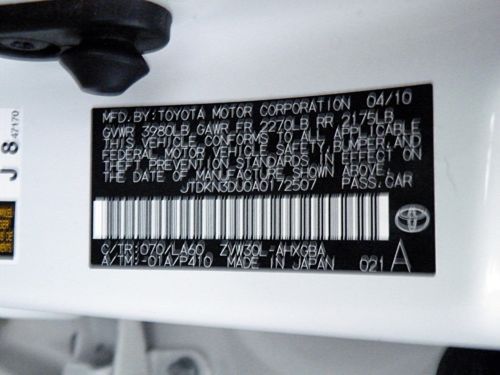 MFD. BY: TOYOTA MOTOR CORPORATION 04/10
GVWR 3980LB GAWR FR 2270LB RR 2175LB
THIS VEHICLE CONFORMS TO ALL APPLICABLE
FEDERAL MOTOR VEHICLE SAFETY, BUMPER, AND
THEFT PREVENTION STANDARDS IN EFFECT ON
THE DATE OF MANUFACTURE SHOWN ABOVE.
JTDKN3DU0A0172507 PASS. CAR
C/TR: 070/LA60 ZVW30L-AHXGBA
A/TM: -01A/P410 MADE IN JAPAN 021 A
J 8
42170